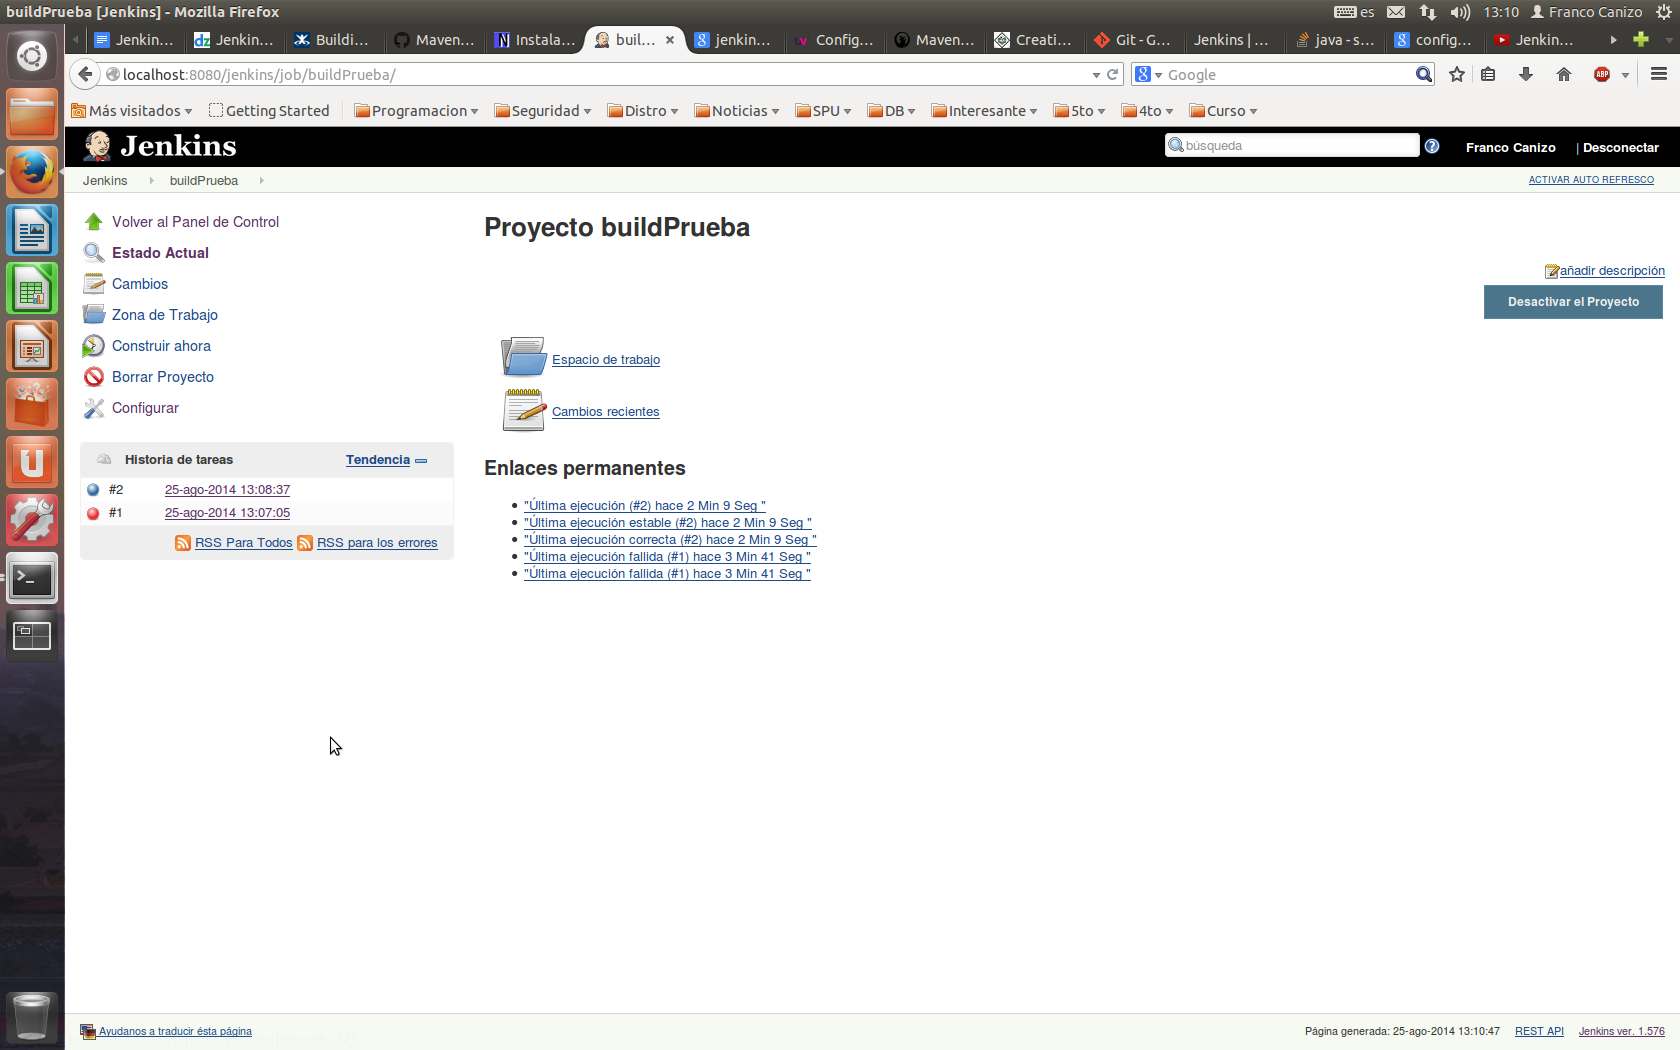 buildPrueba [Jenkins] - Mozilla Firefox
es
13:10
Franco Canizo
Jenkin...
Jenkin...
Buildi...
Maven...
Instala...
buil...
jenkin...
Config...
Maven...
Creati...
Git - G...
Jenkins | ...
java - s...
config...
Jenkin...
localhost:8080/jenkins/job/buildPrueba/
Google
ABP
Más visitados
Getting Started
Programacion
Seguridad
Distro
Noticias
SPU
DB
Interesante
5to
4to
Curso
Jenkins
búsqueda
Franco Canizo
| Desconectar
Jenkins
buildPrueba
ACTIVAR AUTO REFRESCO
Volver al Panel de Control
Estado Actual
Cambios
Zona de Trabajo
Construir ahora
Borrar Proyecto
Configurar
Historia de tareas
Tendencia
#2 25-ago-2014 13:08:37
#1 25-ago-2014 13:07:05
RSS Para Todos
RSS para los errores
Proyecto buildPrueba
añadir descripción
Desactivar el Proyecto
Espacio de trabajo
Cambios recientes
Enlaces permanentes
"Última ejecución (#2) hace 2 Min 9 Seg "
"Última ejecución estable (#2) hace 2 Min 9 Seg "
"Última ejecución correcta (#2) hace 2 Min 9 Seg "
"Última ejecución fallida (#1) hace 3 Min 41 Seg "
"Última ejecución fallida (#1) hace 3 Min 41 Seg "
Ayudanos a traducir ésta página
Página generada: 25-ago-2014 13:10:47
REST API
Jenkins ver. 1.576